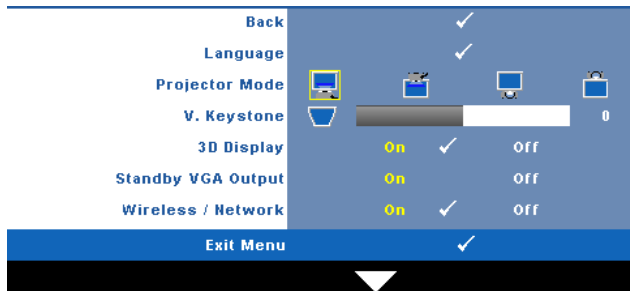 Back
Language
Projector Mode
V. Keystone 0
3D Display On Off
Standby VGA Output On Off
Wireless / Network On Off
Exit Menu